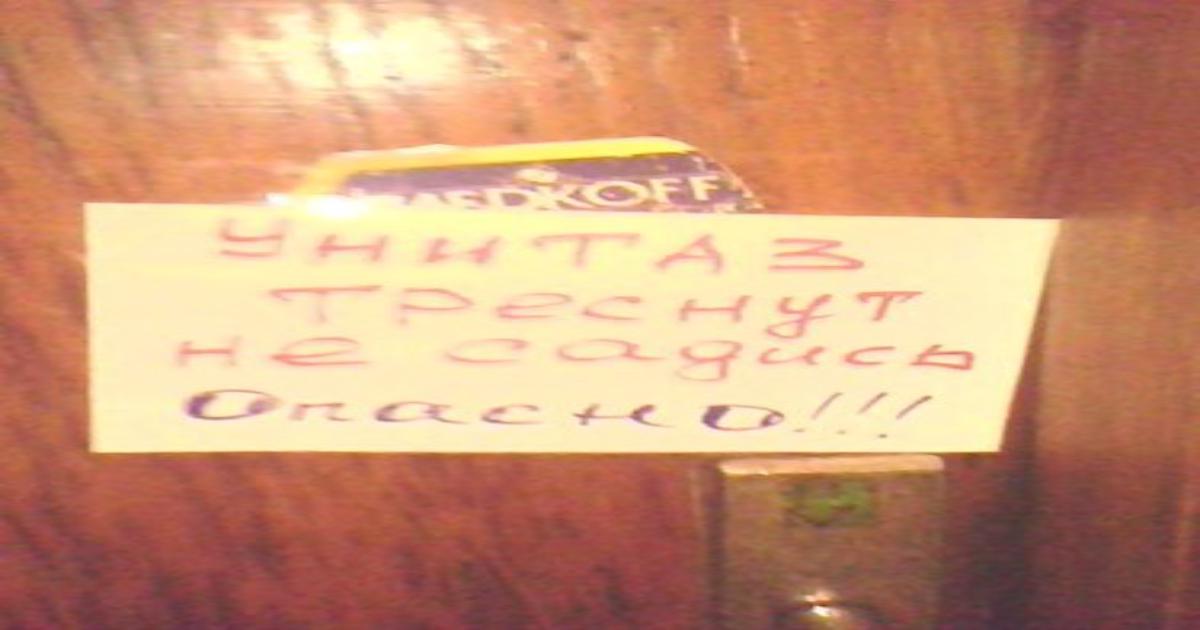 УНИТАЗ
треснут
не садись
Опасно!!!